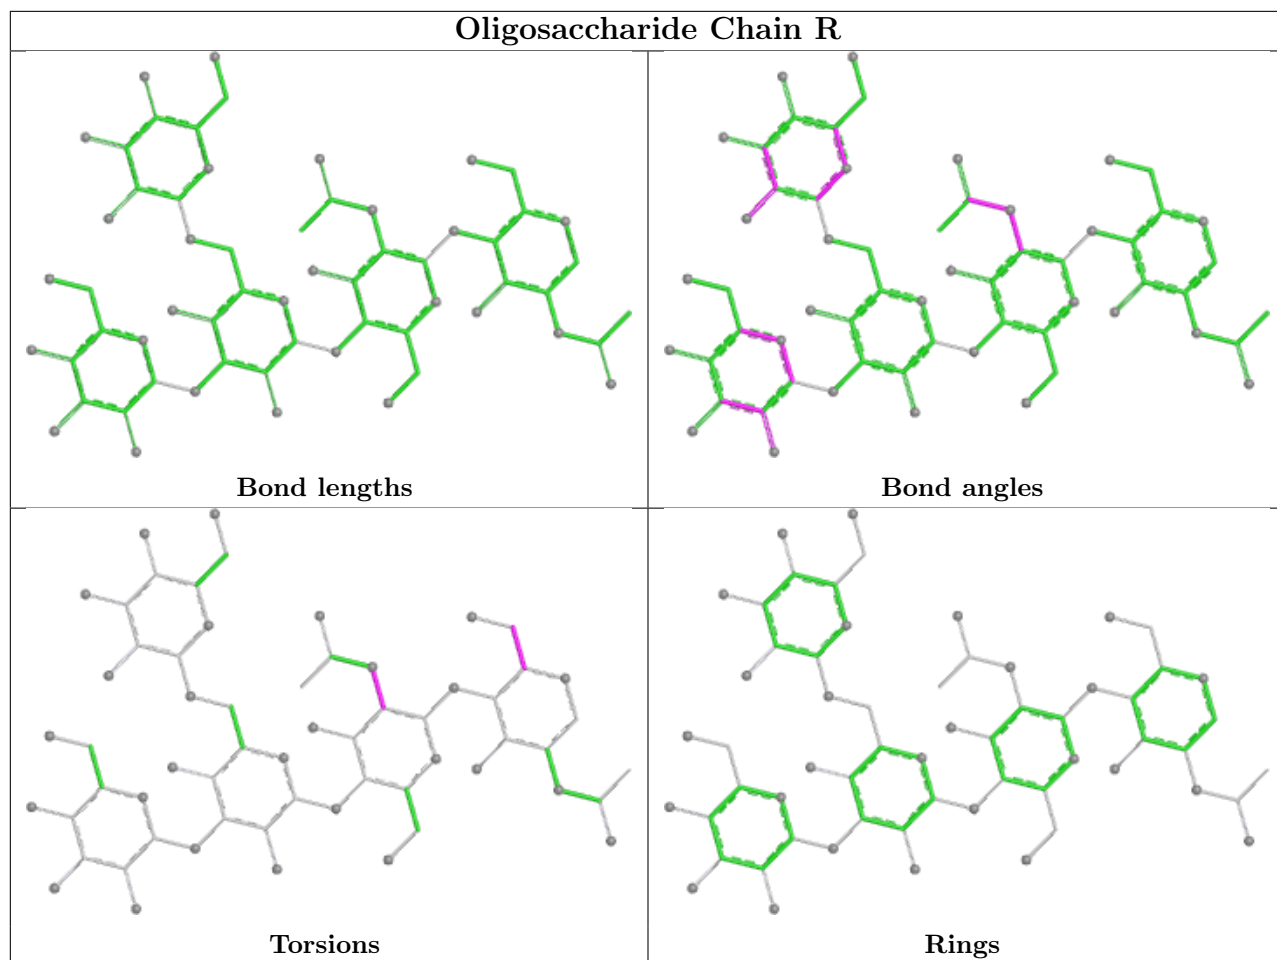 Oligosaccharide Chain R
Bond lengths
Bond angles
Torsions
Rings